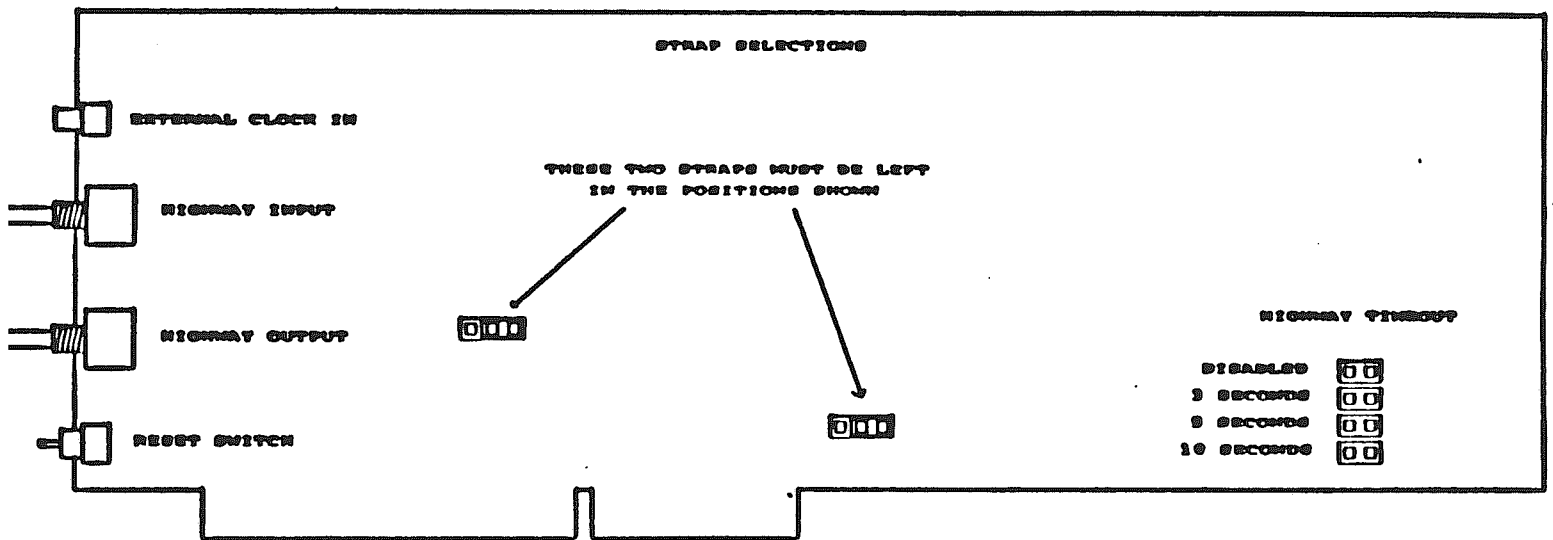 STRAP SELECTIONS
EXTERNAL CLOCK IN
THESE TWO STRAPS MUST BE LEFT
IN THE POSITIONS SHOWN
HIGHWAY INPUT
HIGHWAY OUTPUT
HIGHWAY TIMEOUT
DISABLED
SECONDS
SECONDS
10 SECONDS
RESET SWITCH